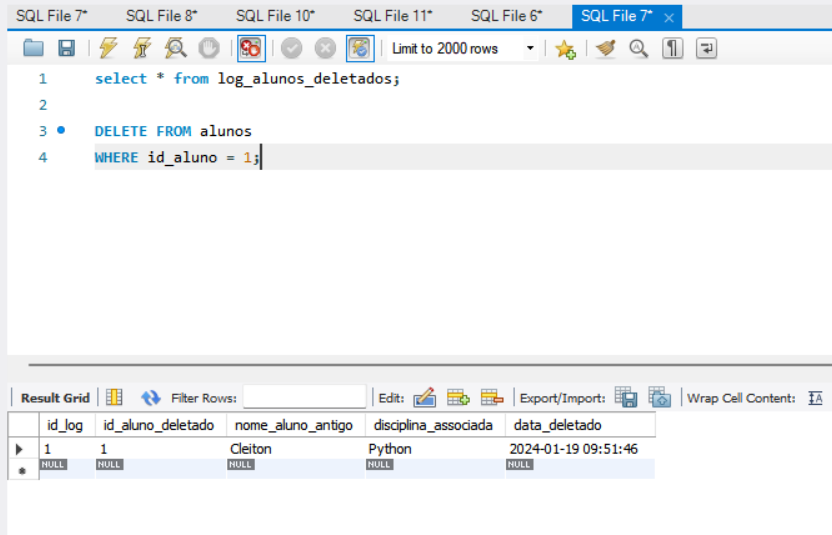 SQL File 7* SQL File 8* SQL File 10* SQL File 11* SQL File 6* SQL File 7* ×
Limit to 2000 rows
1 select * from log_alunos_deletados;
2
3 DELETE FROM alunos
4 WHERE id_aluno = 1;
Result Grid Filter Rows: Edit: Export/Import: Wrap Cell Content: IA
id_log id_aluno_deletado nome_aluno_antigo disciplina_associada data_deletado
1 1 Cleiton Python 2024-01-19 09:51:46
NULL NULL NULL NULL NULL